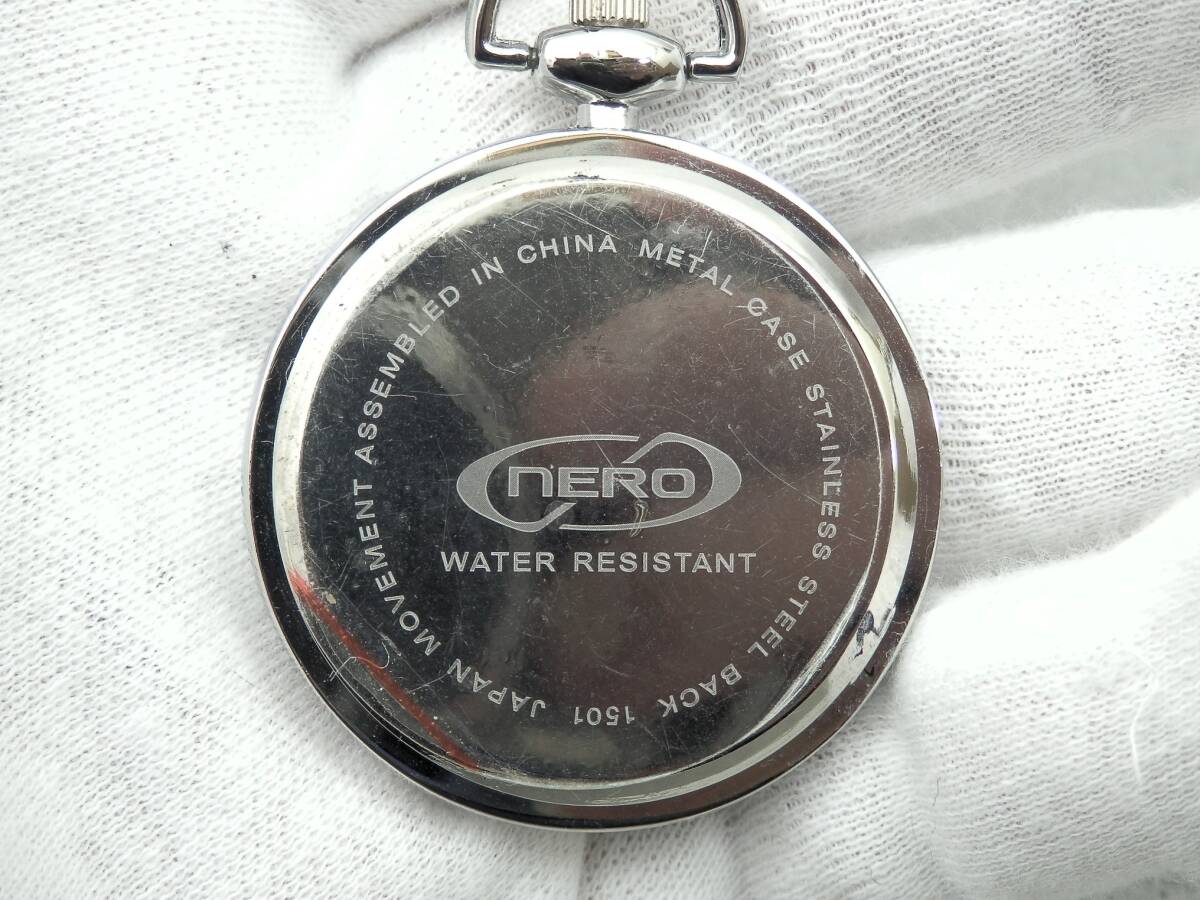 NERO
WATER RESISTANT
JAPAN MOVEMENT ASSEMBLED IN CHINA METAL CASE STAINLESS STEEL BACK 1501